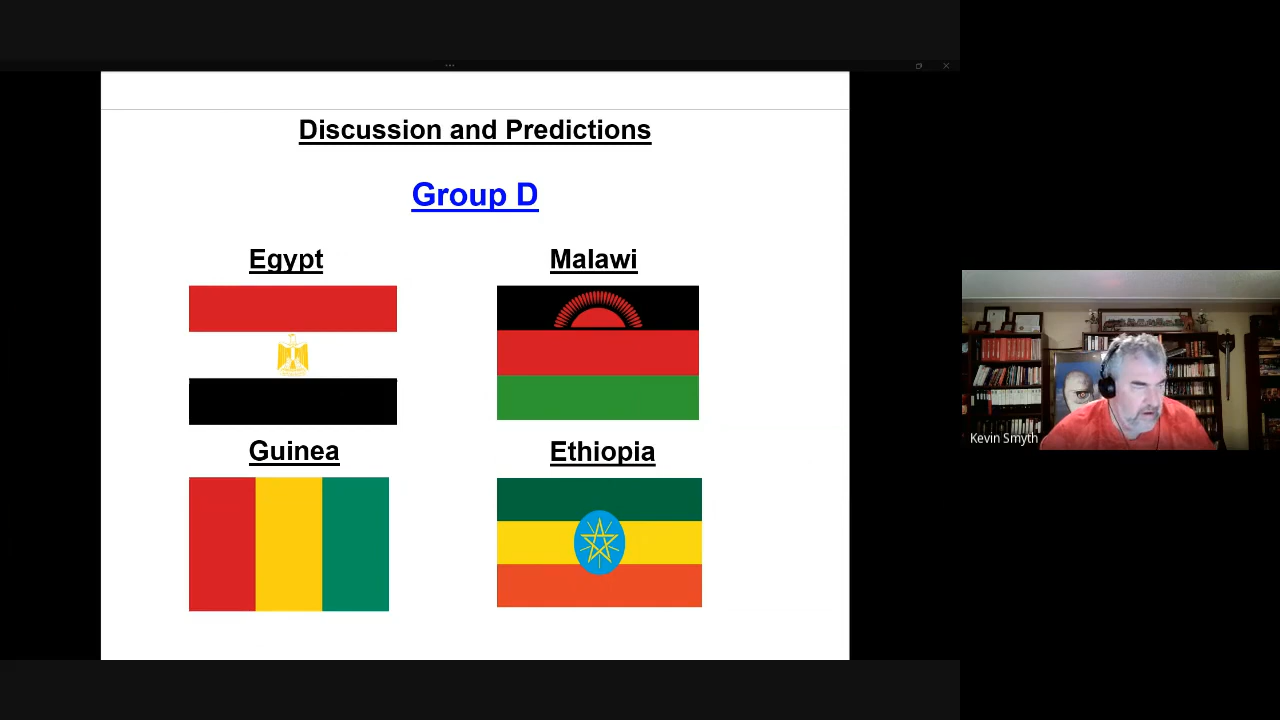 Discussion and Predictions
Group D
Egypt
Malawi
Guinea
Ethiopia
Kevin Smyth